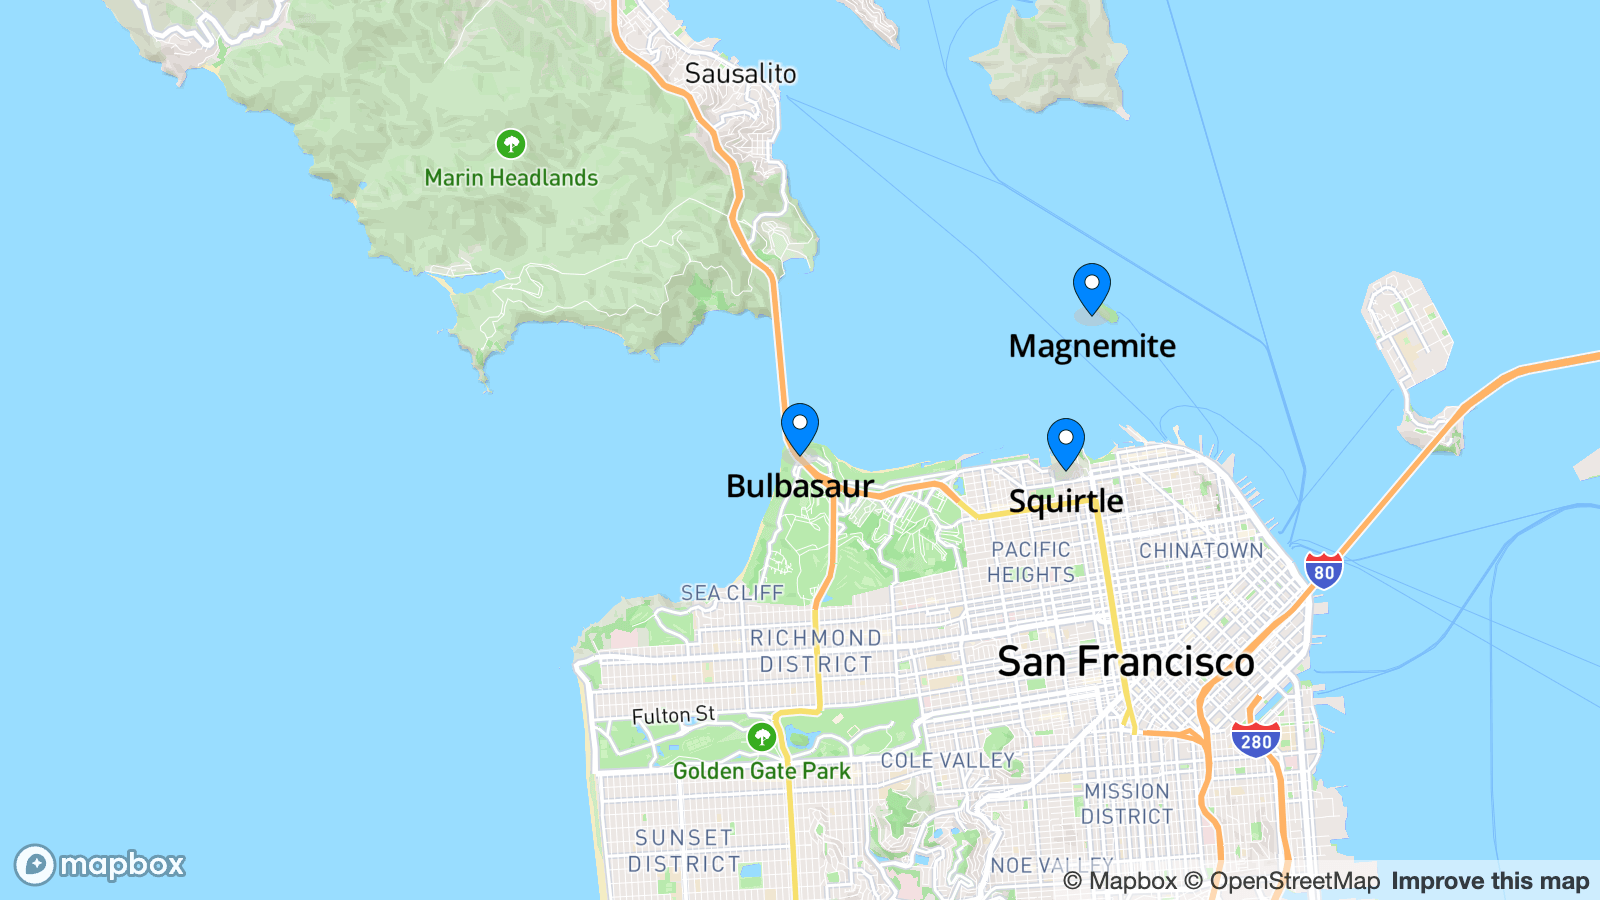 Sausalito
Marin Headlands
Magnemite
Bulbasaur
Squirtle
PACIFIC
HEIGHTS
CHINATOWN
80
SEA CLIFF
RICHMOND
DISTRICT
San Francisco
Fulton St
Golden Gate Park
280
COLE VALLEY
MISSION
DISTRICT
SUNSET
DISTRICT
NOE VALLEY
mapbox
© Mapbox © OpenStreetMap Improve this map